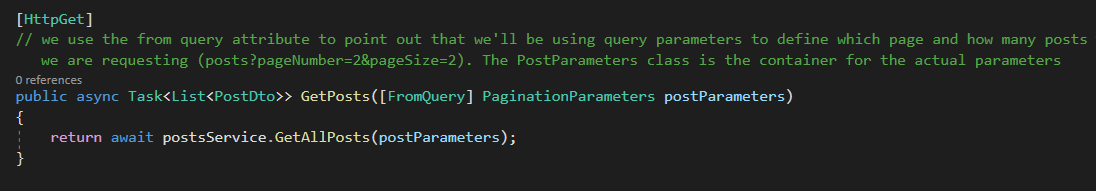 [HttpGet]
// we use the from query attribute to point out that we'll be using query parameters to define which page and how many posts
we are requesting (posts?pageNumber=2&pageSize=2). The PostParameters class is the container for the actual parameters
0 references
public async Task<List<PostDto>> GetPosts([FromQuery] PaginationParameters postParameters)
{
return await postsService.GetAllPosts(postParameters);
}